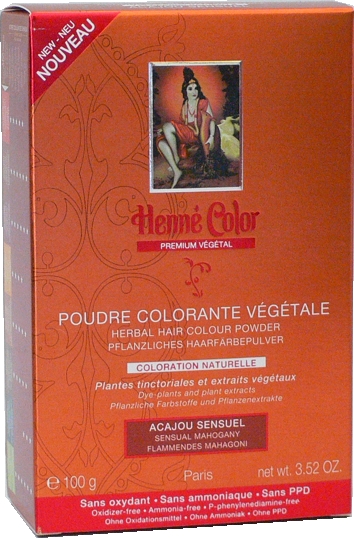 NEW - NEU
NOUVEAU
Henné Color
PREMIUM VÉGÉTAL
POUDRE COLORANTE VÉGÉTALE
HERBAL HAIR COLOUR POWDER
PFLANZLICHES HAARFÄRBEPULVER
COLORATION NATURELLE
Plantes tinctoriales et extraits végétaux
Dye-plants and plant extracts
Pflanzliche Farbstoffe und Pflanzenextrakte
ACAJOU SENSUEL
SENSUAL MAHOGANY
FLAMMENDES MAHAGONI
℮ 100 g Paris net wt. 3.52 OZ.
Sans oxydant • Sans ammoniaque • Sans PPD
Oxidizer-free • Ammonia-free • P-phenylenediamine-free
Ohne Oxidationsmittel • Ohne Ammoniak • Ohne PPD